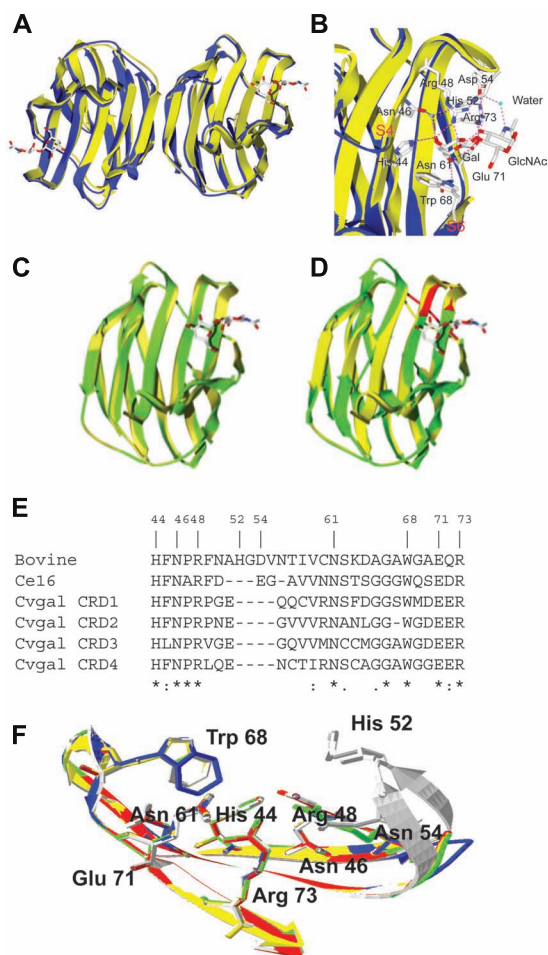 A
B
Arg 48
Asp 54
His 52
Water
Asn 46
Arg 73
S4
His 44
Gal
GlcNAc
Asn 61
Glu 71
Trp 68
S6
C
D
E
44 4648 52 54 61 68 71 73
Bovine HFNPRFNAHGDVNTIVCNSKDAGAWGAEQR
Ce16 HFNARFD---EG-AVVNNSTSGGGWQSEDR
Cvgal CRD1 HFNPRPGE----QQCVRNSFDGGSWMDEER
Cvgal CRD2 HFNPRPNE----GVVVRNANLGG-WGDEER
Cvgal CRD3 HLNPRVGE----GQVVMNCCMGGAWGDEER
Cvgal CRD4 HFNPRLQE----NCTIRNSCAGGAWGGEER
*:*** : *. .* * *:*
F
His 52
Trp 68
Asn 61
His 44
Arg 48
Asn 54
Asn 46
Glu 71
Arg 73